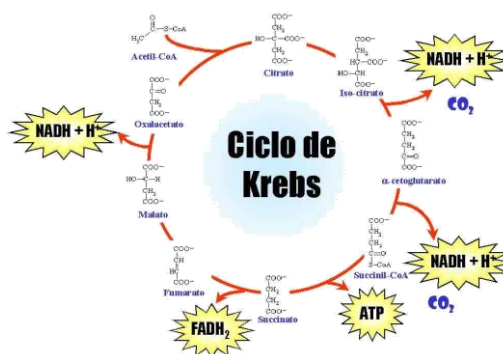 Acetil-CoA
Citrato
Iso-citrato
NADH + H⁺
CO₂
α-cetoglutarato
NADH + H⁺
CO₂
Succinil-CoA
ATP
Succinato
FADH₂
Fumarato
Malato
NADH + H⁺
Oxalacetato
Ciclo de
Krebs